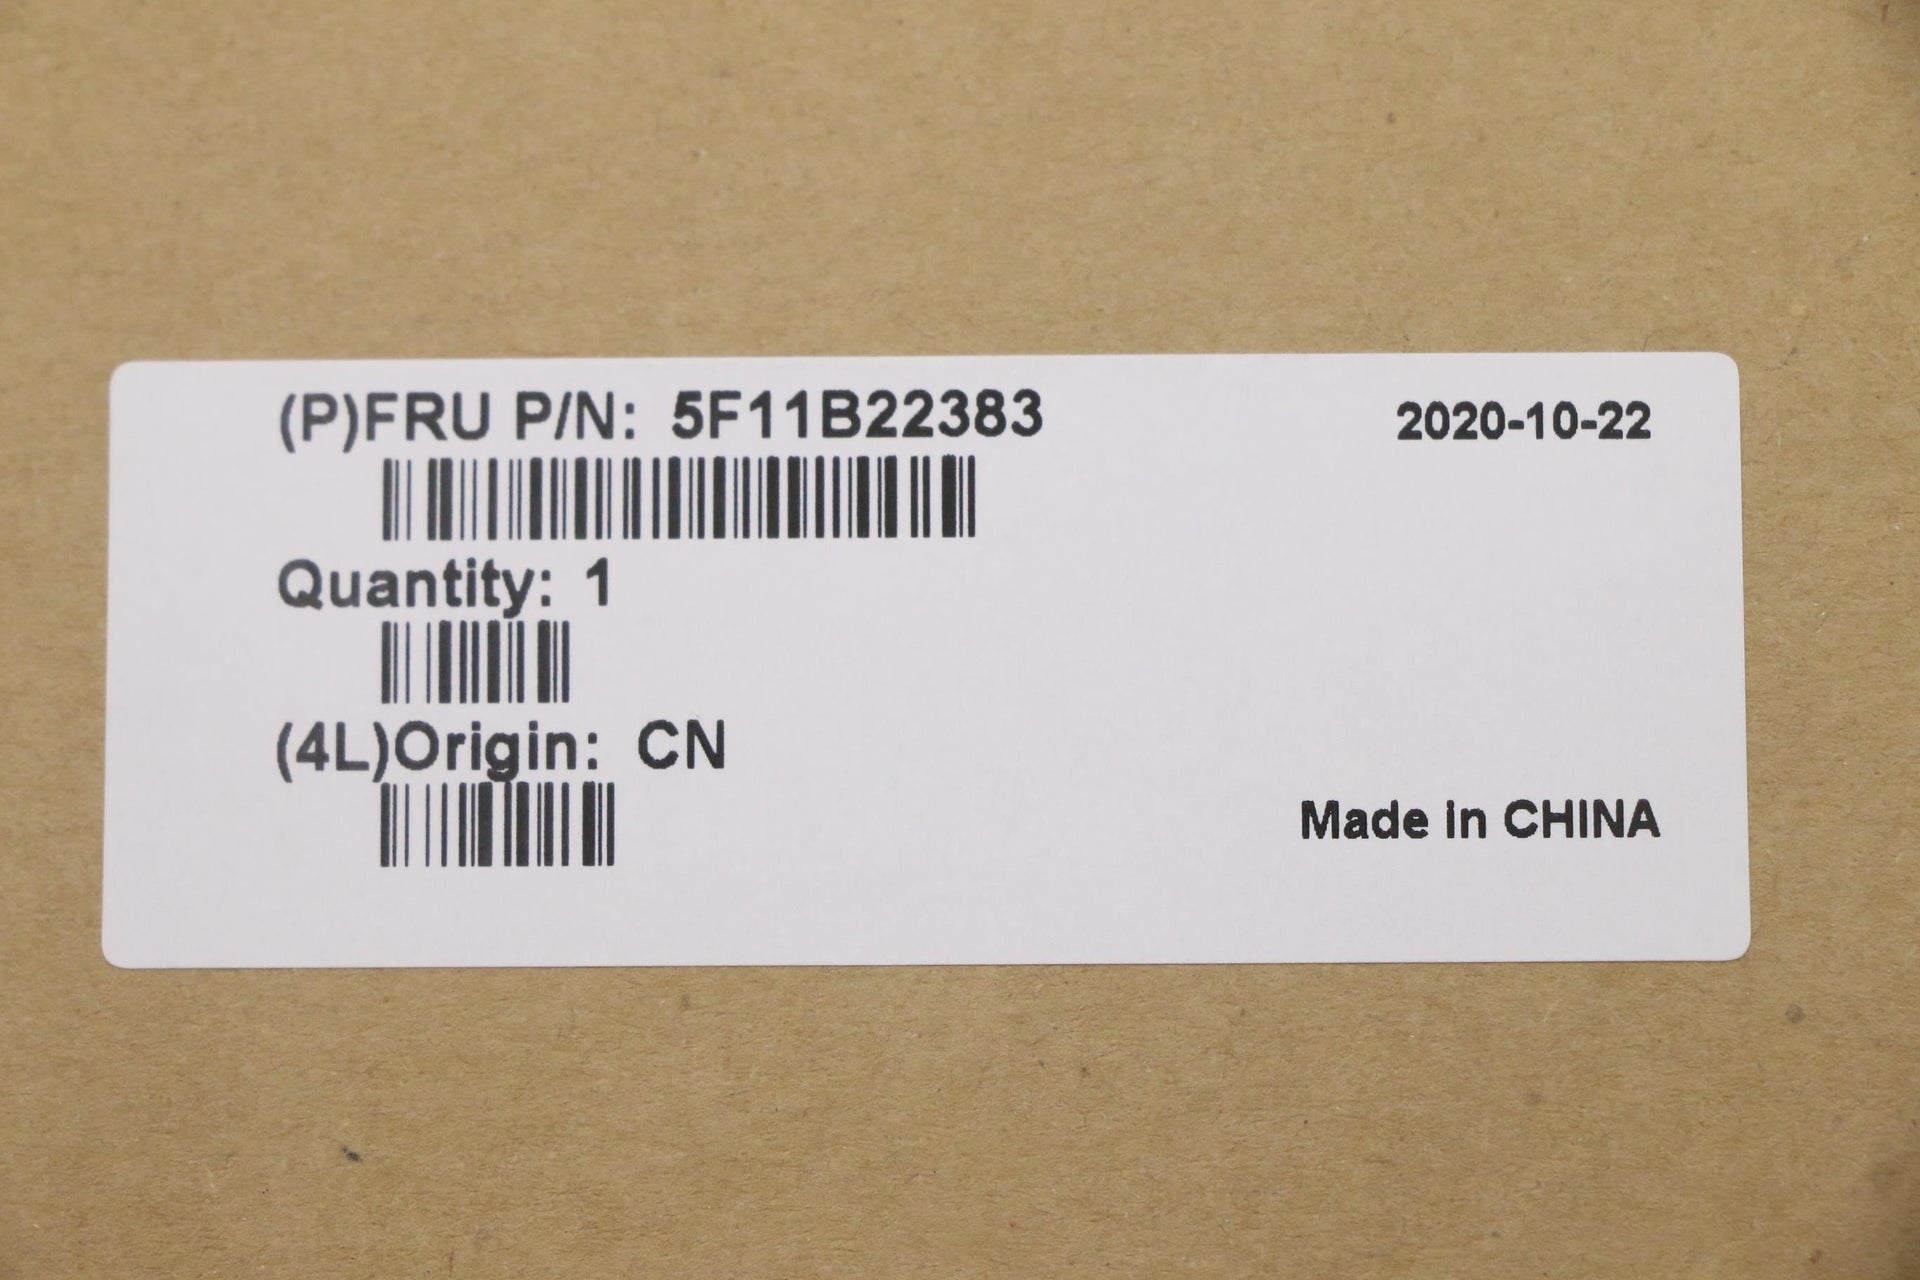 (P)FRU P/N: 5F11B22383
2020-10-22
Quantity: 1
(4L)Origin: CN
Made in CHINA